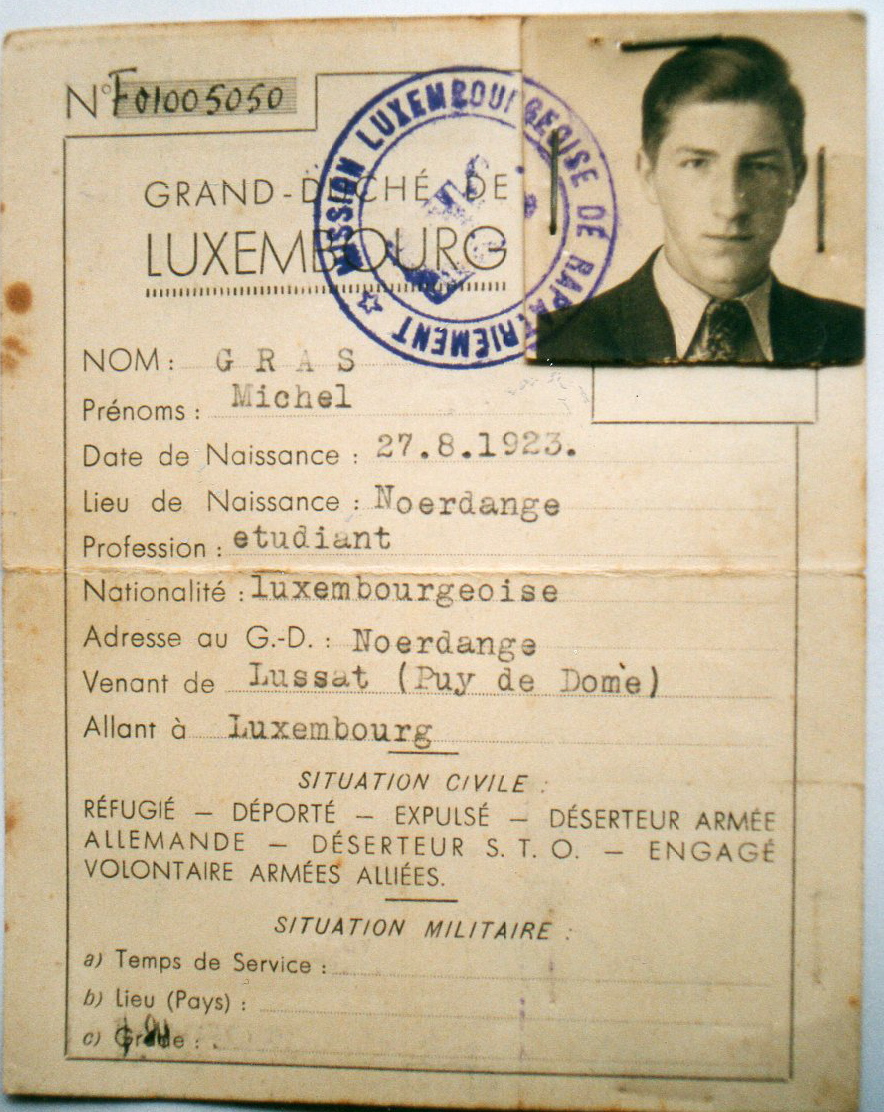 N° F01005050
GRAND-DUCHÉ DE
LUXEMBOURG
MISSION LUXEMBOURGEOISE DE RAPATRIEMENT
NOM : GRAS
Prénoms : Michel
Date de Naissance : 27.8.1923.
Lieu de Naissance : Noerdange
Profession : etudiant
Nationalité : luxembourgeoise
Adresse au G.-D. : Noerdange
Venant de Lussat (Puy de Dome)
Allant à Luxembourg
SITUATION CIVILE :
RÉFUGIÉ — DÉPORTÉ — EXPULSÉ — DÉSERTEUR ARMÉE
ALLEMANDE — DÉSERTEUR S. T. O. — ENGAGÉ
VOLONTAIRE ARMÉES ALLIÉES.
SITUATION MILITAIRE :
a) Temps de Service :
b) Lieu (Pays) :
c) Grade :